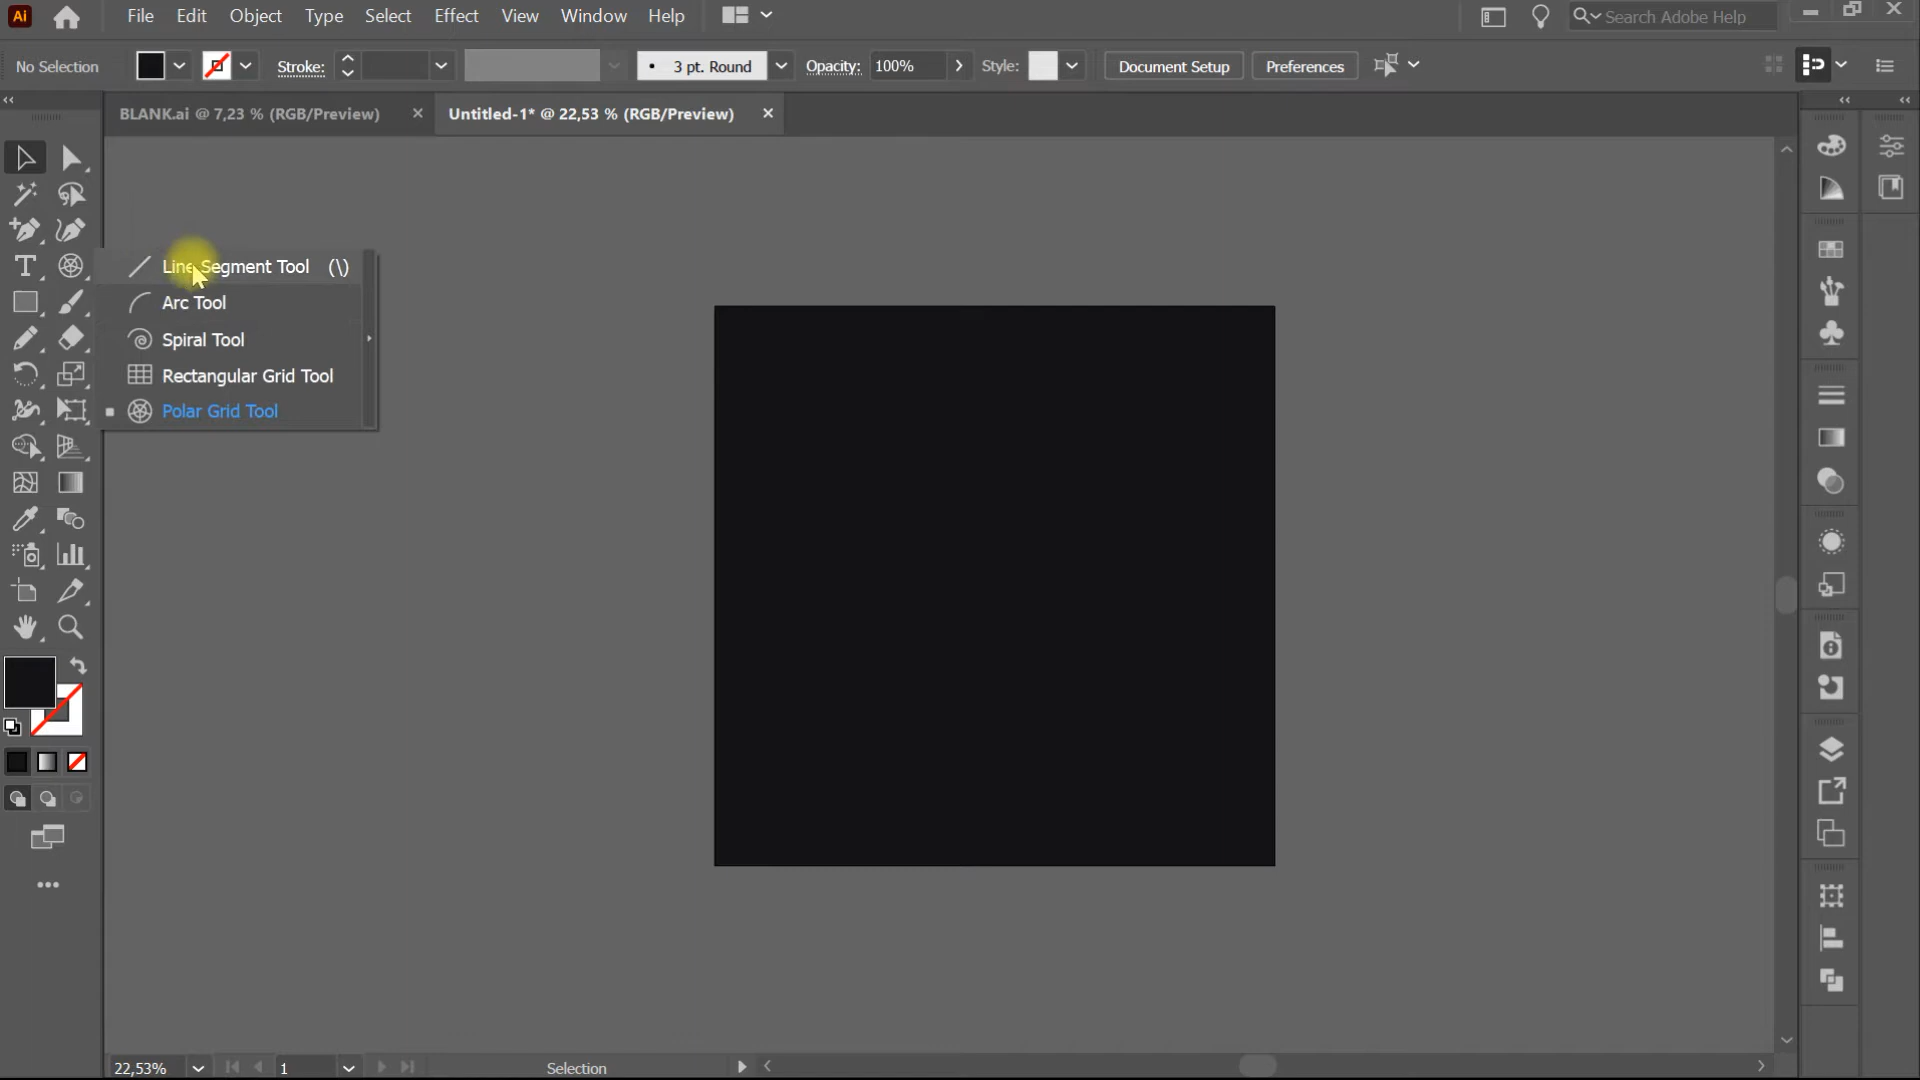 Ai File Edit Object Type Select Effect View Window Help Search Adobe Help
No Selection Stroke: 3 pt. Round Opacity: 100% Style: Document Setup Preferences
BLANK.ai @ 7,23 % (RGB/Preview) Untitled-1* @ 22,53 % (RGB/Preview)
Line Segment Tool (\)
Arc Tool
Spiral Tool
Rectangular Grid Tool
Polar Grid Tool
22,53% 1 Selection